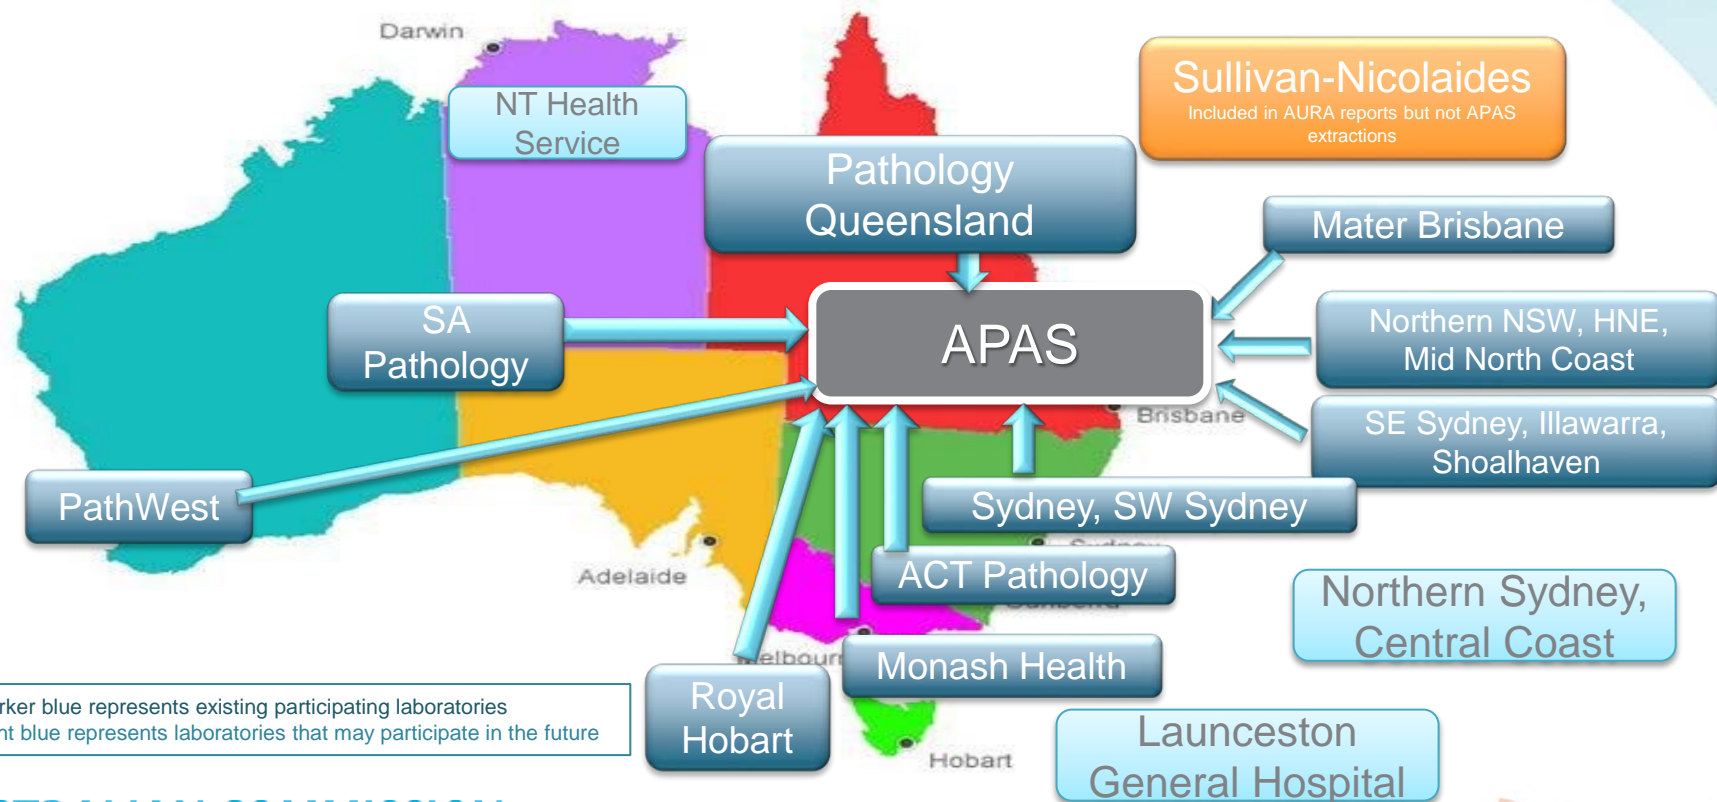 Darwin
NT Health
Service
Sullivan-Nicolaides
Included in AURA reports but not APAS
extractions
Pathology
Queensland
Mater Brisbane
SA
Pathology
APAS
Northern NSW, HNE,
Mid North Coast
Brisbane
SE Sydney, Illawarra,
Shoalhaven
PathWest
Sydney, SW Sydney
Adelaide
ACT Pathology
Northern Sydney,
Central Coast
Monash Health
Royal
Hobart
rker blue represents existing participating laboratories
nt blue represents laboratories that may participate in the future
Launceston
General Hospital
Hobart